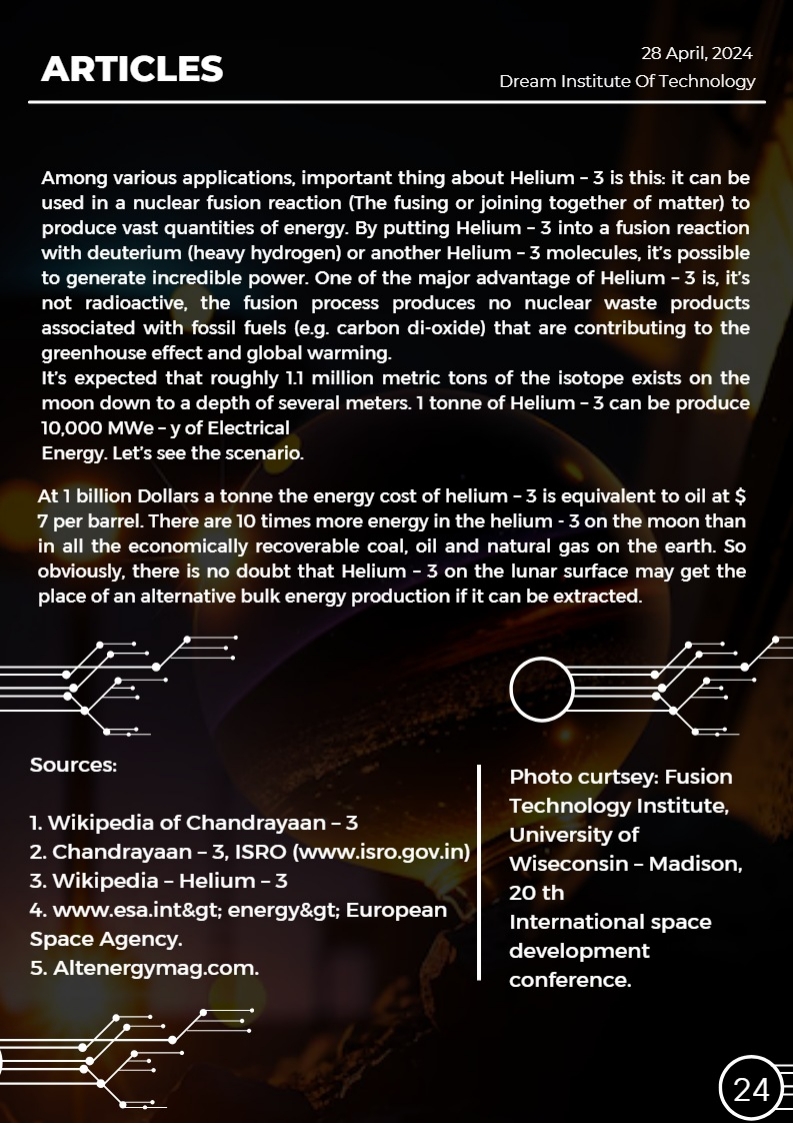 ARTICLES
28 April, 2024
Dream Institute Of Technology
Among various applications, important thing about Helium – 3 is this: it can be
used in a nuclear fusion reaction (The fusing or joining together of matter) to
produce vast quantities of energy. By putting Helium – 3 into a fusion reaction
with deuterium (heavy hydrogen) or another Helium – 3 molecules, it's possible
to generate incredible power. One of the major advantage of Helium – 3 is, it's
not radioactive, the fusion process produces no nuclear waste products
associated with fossil fuels (e.g. carbon di-oxide) that are contributing to the
greenhouse effect and global warming.
It's expected that roughly 1.1 million metric tons of the isotope exists on the
moon down to a depth of several meters. 1 tonne of Helium – 3 can be produce
10,000 MWe – y of Electrical
Energy. Let's see the scenario.
At 1 billion Dollars a tonne the energy cost of helium – 3 is equivalent to oil at $
7 per barrel. There are 10 times more energy in the helium - 3 on the moon than
in all the economically recoverable coal, oil and natural gas on the earth. So
obviously, there is no doubt that Helium – 3 on the lunar surface may get the
place of an alternative bulk energy production if it can be extracted.
Sources:
1. Wikipedia of Chandrayaan – 3
2. Chandrayaan – 3, ISRO (www.isro.gov.in)
3. Wikipedia – Helium – 3
4. www.esa.int&gt; energy&gt; European
Space Agency.
5. Altenergymag.com.
Photo curtsey: Fusion
Technology Institute,
University of
Wiseconsin – Madison,
20 th
International space
development
conference.
24